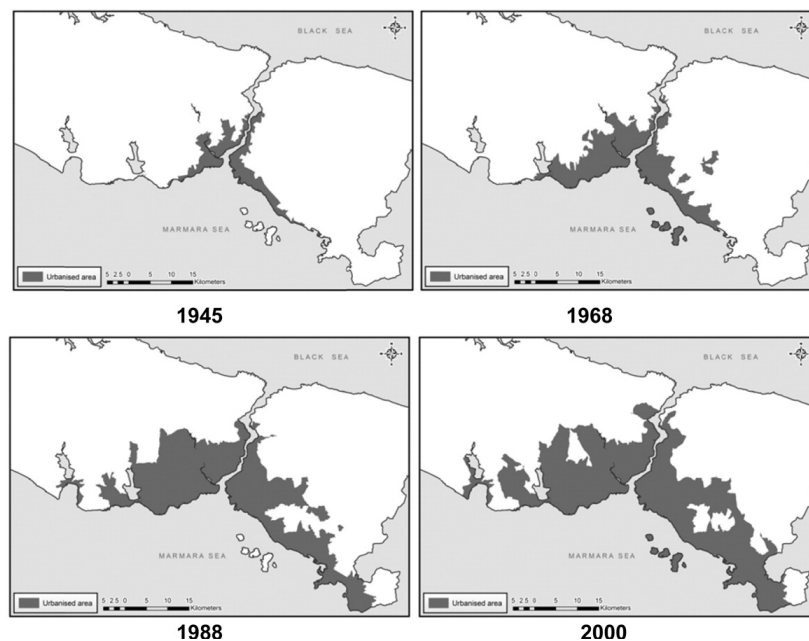 BLACK SEA
MARMARA SEA
Urbanised area
5 2.5 0 5 10 15
Kilometers
1945
BLACK SEA
MARMARA SEA
Urbanised area
5 2.5 0 5 10 15
Kilometers
1968
BLACK SEA
MARMARA SEA
Urbanised area
5 2.5 0 5 10 15
Kilometers
1988
BLACK SEA
MARMARA SEA
Urbanised area
5 2.5 0 5 10 15
Kilometers
2000